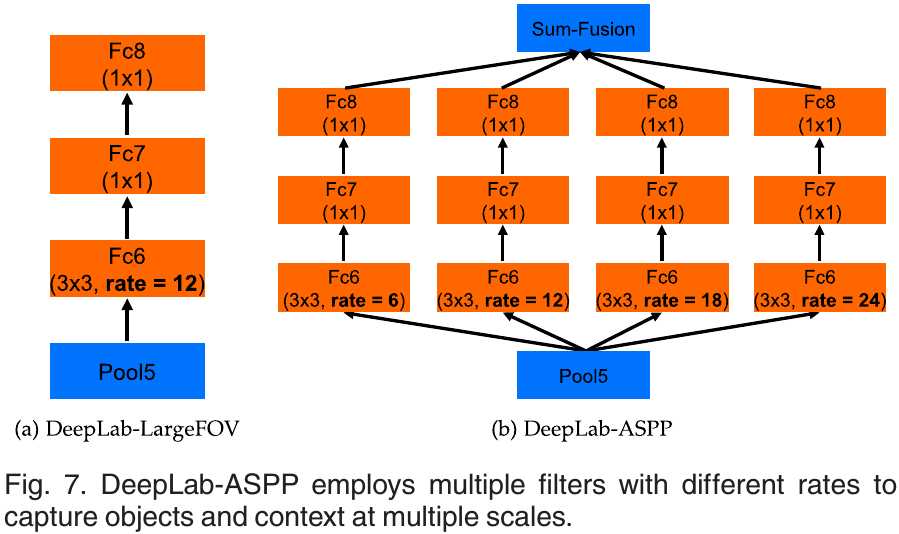 Fc8
(1x1)
Fc7
(1x1)
Fc6
(3x3, rate = 12)
Pool5
(a) DeepLab-LargeFOV
Sum-Fusion
Fc8
(1x1)
Fc8
(1x1)
Fc8
(1x1)
Fc8
(1x1)
Fc7
(1x1)
Fc7
(1x1)
Fc7
(1x1)
Fc7
(1x1)
Fc6
(3x3, rate = 6)
Fc6
(3x3, rate = 12)
Fc6
(3x3, rate = 18)
Fc6
(3x3, rate = 24)
Pool5
(b) DeepLab-ASPP
Fig. 7. DeepLab-ASPP employs multiple filters with different rates to
capture objects and context at multiple scales.